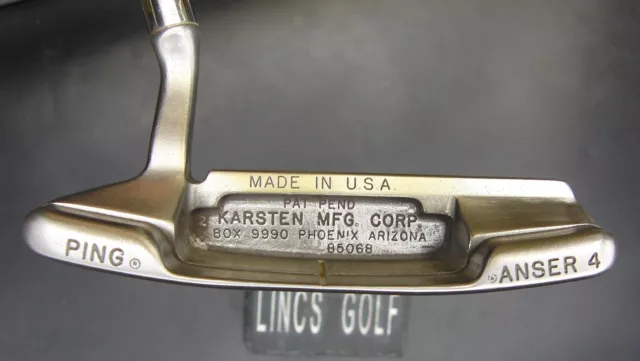 MADE IN U.S.A.
PAT PEND
KARSTEN MFG. CORP.
BOX 9990 PHOENIX ARIZONA
85068
PING ®
® ANSER 4
LINCS GOLF